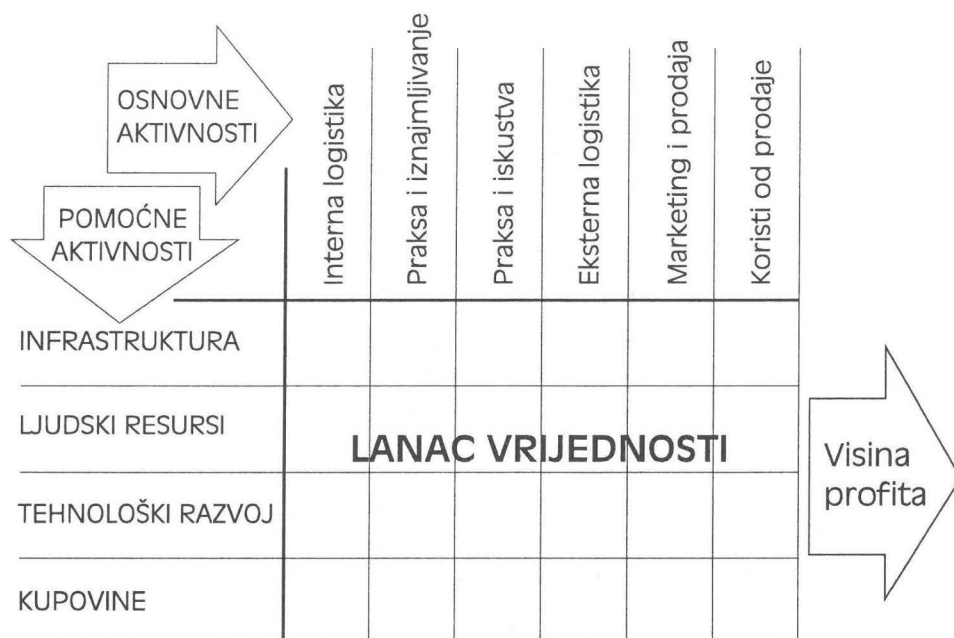 OSNOVNE
AKTIVNOSTI
POMOĆNE
AKTIVNOSTI
Interna logistika
Praksa i iznajmljivanje
Praksa i iskustva
Eksterna logistika
Marketing i prodaja
Koristi od prodaje
INFRASTRUKTURA
LJUDSKI RESURSI
TEHNOLOŠKI RAZVOJ
KUPOVINE
LANAC VRIJEDNOSTI
Visina
profita